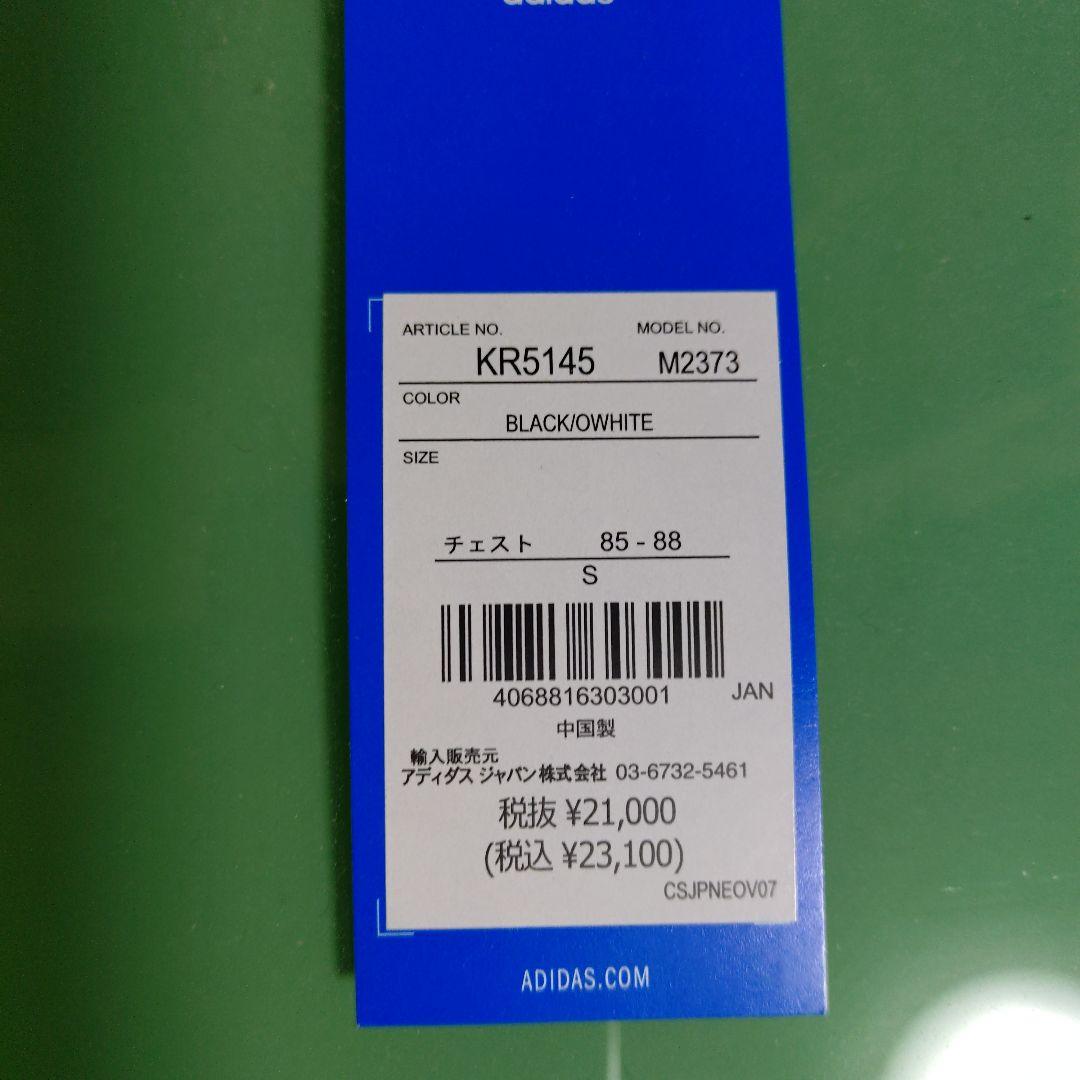 adidas
ARTICLE NO. MODEL NO.
KR5145 M2373
COLOR
BLACK/OWHITE
SIZE
チェスト 85 - 88
S
4068816303001 JAN
中国製
輸入販売元
アディダス ジャパン株式会社 03-6732-5461
税抜 ¥21,000
(税込 ¥23,100)
CSJPNEOV07
ADIDAS.COM